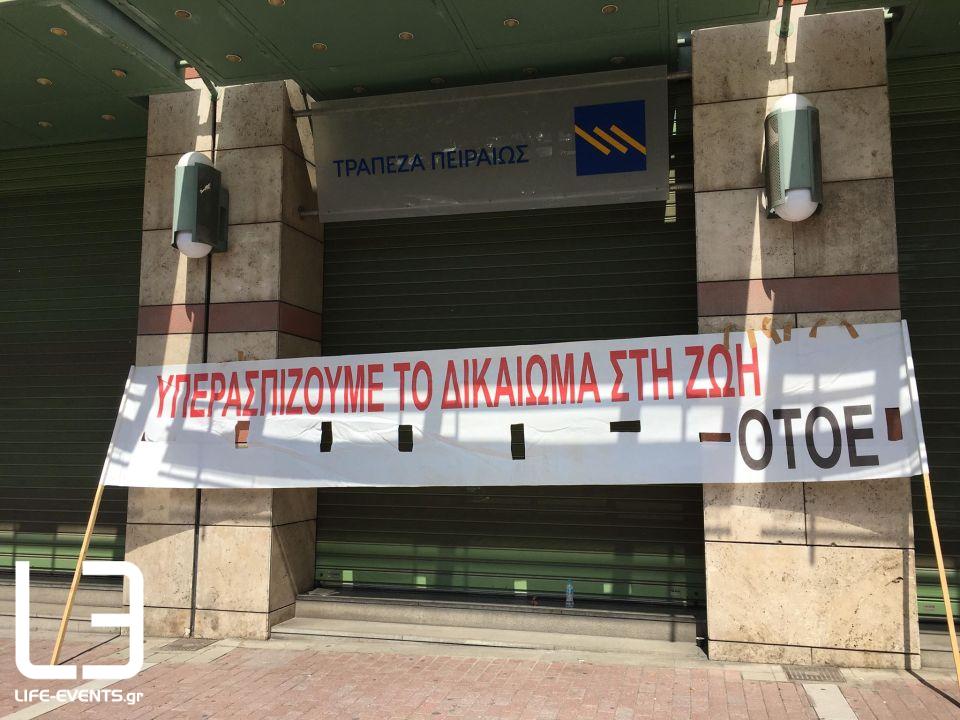 ΤΡΑΠΕΖΑ ΠΕΙΡΑΙΩΣ
ΥΠΕΡΑΣΠΙΖΟΥΜΕ ΤΟ ΔΙΚΑΙΩΜΑ ΣΤΗ ΖΩΗ
ΟΤΟΕ
LIFE-EVENTS.gr